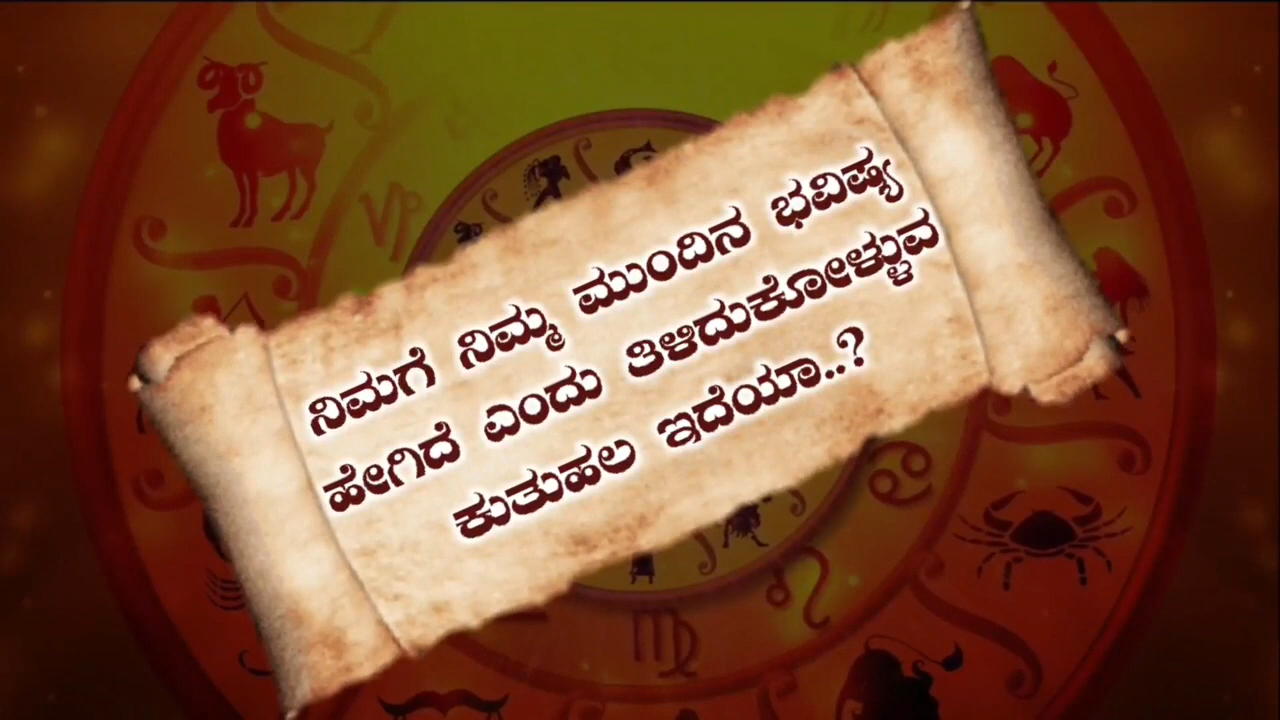 ನಿಮಗೆ ನಿಮ್ಮ ಮುಂದಿನ ಭವಿಷ್ಯ
ಹೇಗಿದೆ ಎಂದು ತಿಳಿದುಕೋಳ್ಳುವ
ಕುತುಹಲ ಇದೆಯಾ..?